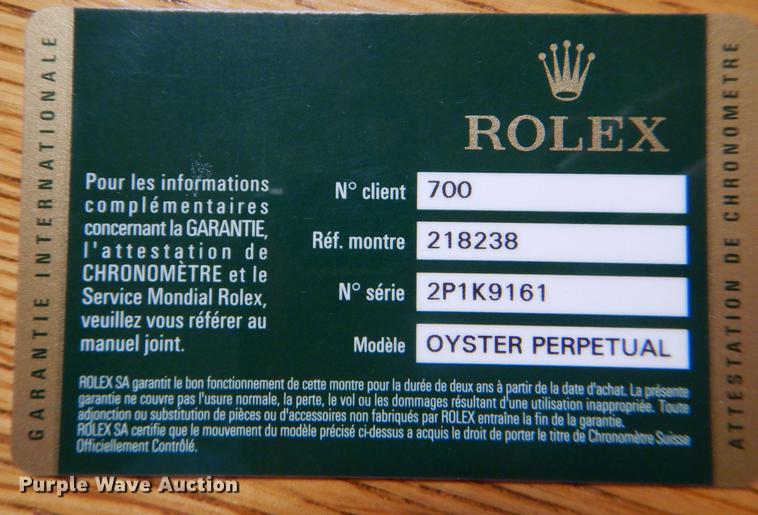 GARANTIE INTERNATIONALE
ROLEX
Pour les informations
complémentaires
concernant la GARANTIE,
l'attestation de
CHRONOMÈTRE et le
Service Mondial Rolex,
veuillez vous référer au
manuel joint.
N° client 700
Réf. montre 218238
N° série 2P1K9161
Modèle OYSTER PERPETUAL
ROLEX SA garantit le bon fonctionnement de cette montre pour la durée de deux ans à partir de la date d'achat. La présente
garantie ne couvre pas l'usure normale, la perte, le vol ou les dommages résultant d'une utilisation inappropriée. Toute
adjonction ou substitution de pièces ou d'accessoires non fabriqués par ROLEX entraîne la fin de la garantie.
ROLEX SA certifie que le mouvement du modèle précisé ci-dessus a acquis le droit de porter le titre de Chronomètre Suisse
Officiellement Contrôlé.
ATTESTATION DE CHRONOMETRE
Purple Wave Auction